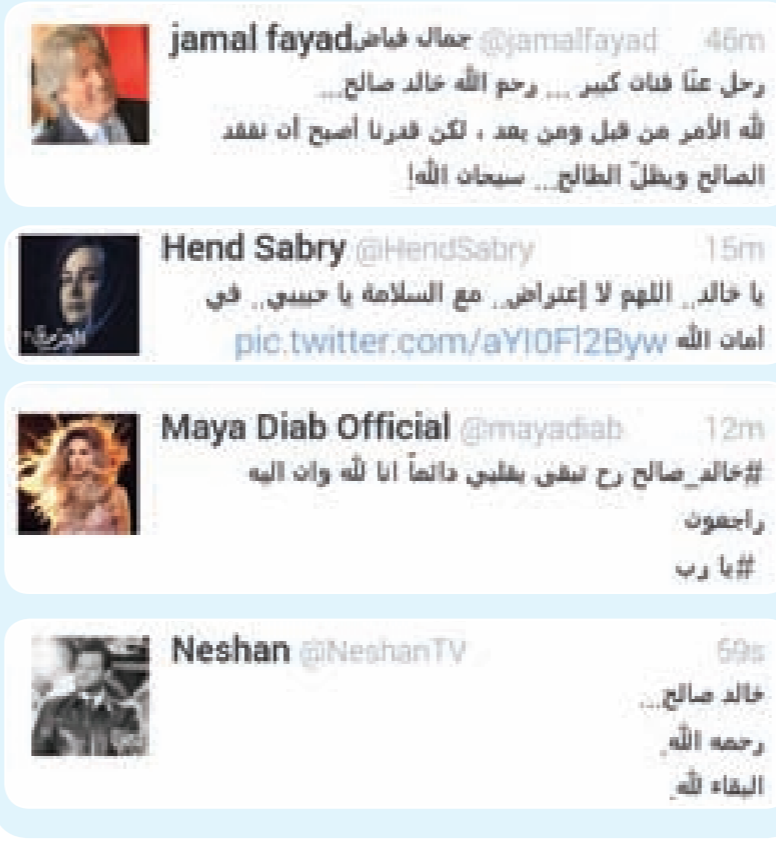 jamal fayad جمال فياض @jamalfayad 46m
رحل عنّا فنان كبير ... رحم الله خالد صالح...
لله الأمر من قبل ومن بعد ، لكن قدرنا أصبح أن نفقد
الصالح ويظلّ الطالح... سبحان الله!
Hend Sabry @HendSabry 15m
يا خالد.. اللهم لا إعتراض.. مع السلامة يا حبيبي.. في
أمان الله pic.twitter.com/aYI0Fl2Byw
Maya Diab Official @mayadiab 12m
#خالد_صالح رح تبقى بقلبي دائماً انا لله وان اليه
راجعون
#يا رب
Neshan @NeshanTV 59s
خالد صالح...
رحمه الله.
البقاء لله.